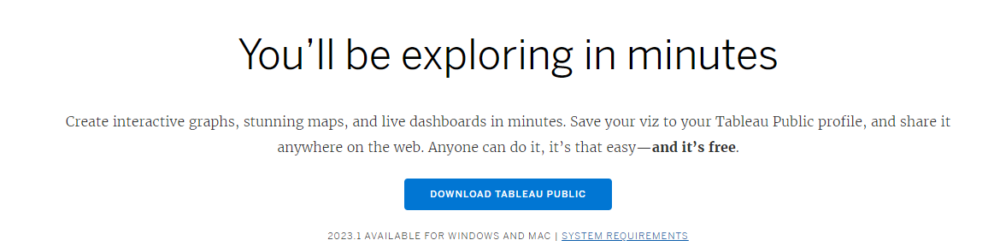 You’ll be exploring in minutes
Create interactive graphs, stunning maps, and live dashboards in minutes. Save your viz to your Tableau Public profile, and share it
anywhere on the web. Anyone can do it, it’s that easy—and it’s free.
DOWNLOAD TABLEAU PUBLIC
2023.1 AVAILABLE FOR WINDOWS AND MAC | SYSTEM REQUIREMENTS